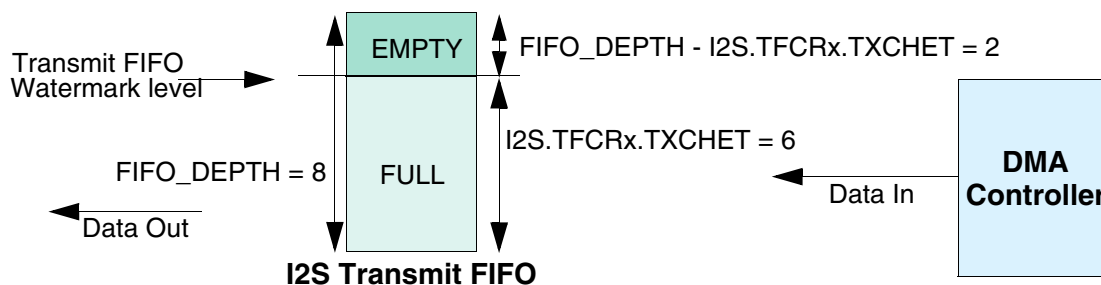 EMPTY
FIFO_DEPTH - I2S.TFCRx.TXCHET = 2
Transmit FIFO
Watermark level
I2S.TFCRx.TXCHET = 6
FIFO_DEPTH = 8
FULL
DMA
Controller
Data In
Data Out
I2S Transmit FIFO